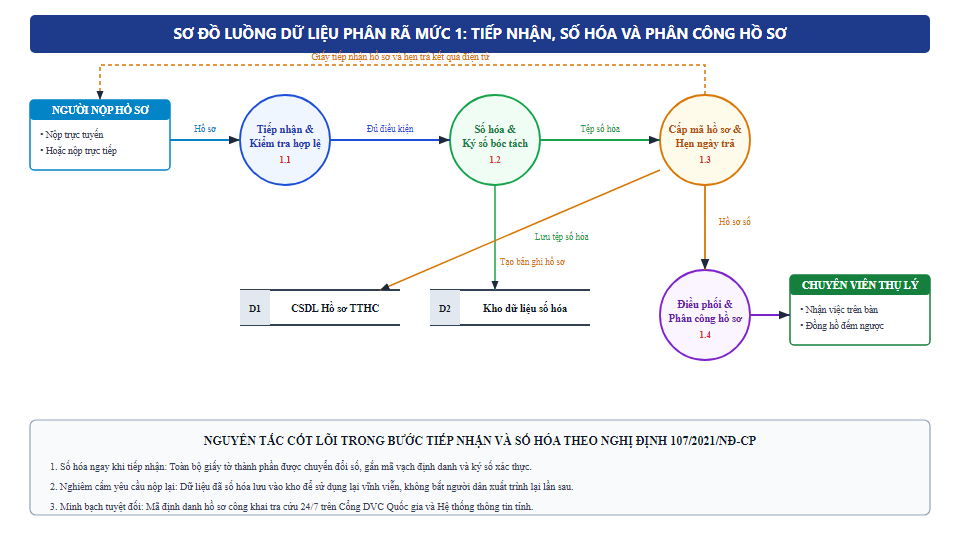 SƠ ĐỒ LUỒNG DỮ LIỆU PHÂN RÃ MỨC 1: TIẾP NHẬN, SỐ HÓA VÀ PHÂN CÔNG HỒ SƠ
Giấy tiếp nhận hồ sơ và hẹn trả kết quả điện tử
NGƯỜI NỘP HỒ SƠ
• Nộp trực tuyến
• Hoặc nộp trực tiếp
Hồ sơ
Tiếp nhận &
Kiểm tra hợp lệ
1.1
Đủ điều kiện
Số hóa &
Ký số bóc tách
1.2
Tệp số hóa
Cấp mã hồ sơ &
Hẹn ngày trả
1.3
Hồ sơ số
Lưu tệp số hóa
Tạo bản ghi hồ sơ
D1
CSDL Hồ sơ TTHC
D2
Kho dữ liệu số hóa
Điều phối &
Phân công hồ sơ
1.4
CHUYÊN VIÊN THỤ LÝ
• Nhận việc trên bàn
• Đồng hồ đếm ngược
NGUYÊN TẮC CỐT LÕI TRONG BƯỚC TIẾP NHẬN VÀ SỐ HÓA THEO NGHỊ ĐỊNH 107/2021/NĐ-CP
1. Số hóa ngay khi tiếp nhận: Toàn bộ giấy tờ thành phần được chuyển đổi số, gắn mã vạch định danh và ký số xác thực.
2. Nghiêm cấm yêu cầu nộp lại: Dữ liệu đã số hóa lưu vào kho để sử dụng lại vĩnh viễn, không bắt người dân xuất trình lại lần sau.
3. Minh bạch tuyệt đối: Mã định danh hồ sơ công khai tra cứu 24/7 trên Cổng DVC Quốc gia và Hệ thống thông tin tỉnh.